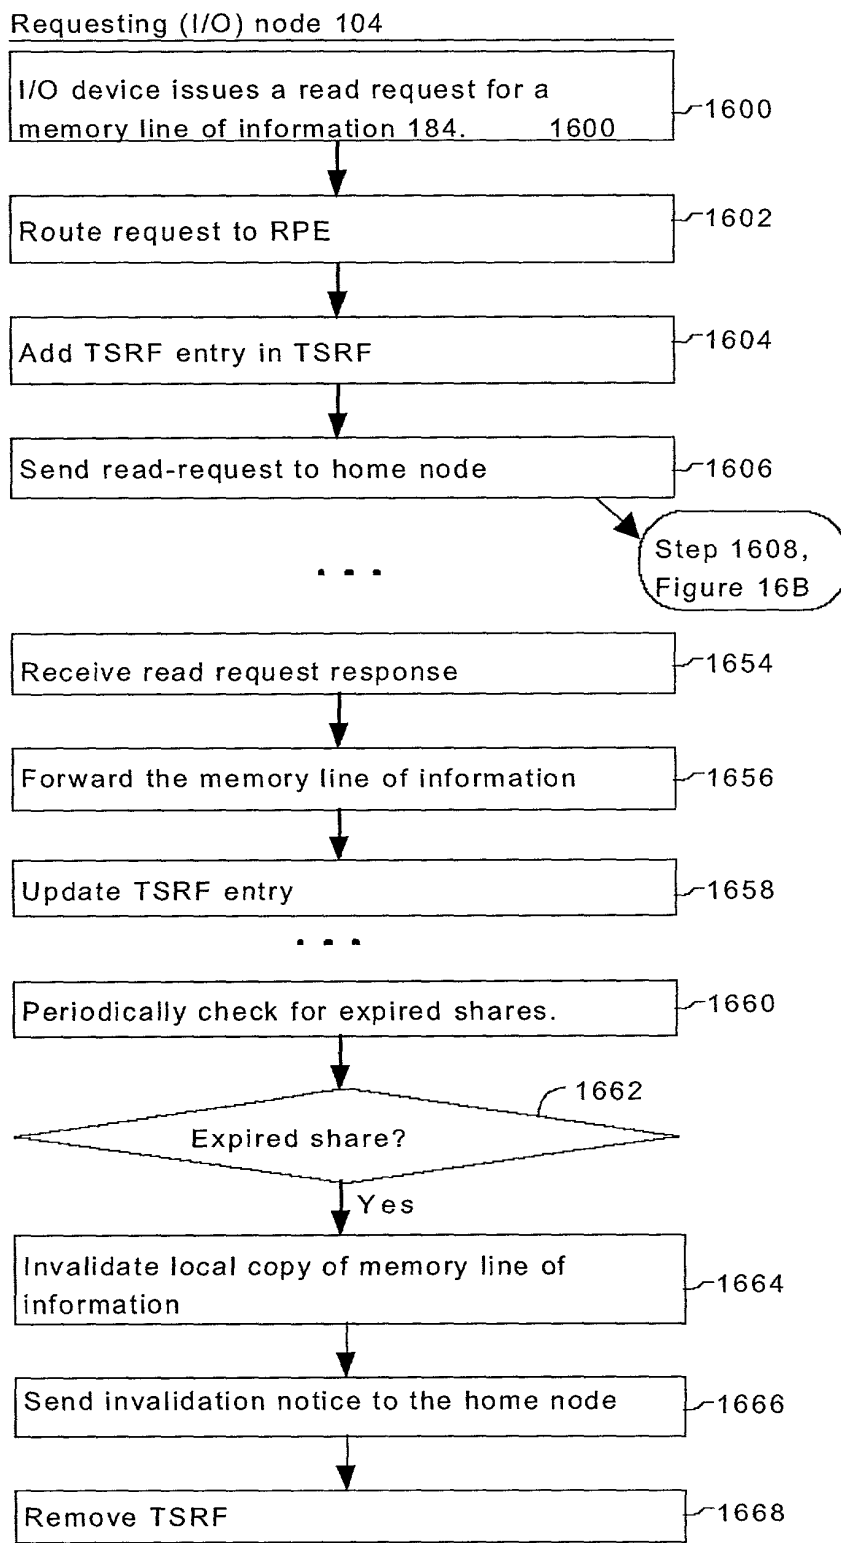 Requesting (I/O) node 104
I/O device issues a read request for a
memory line of information 184. 1600
1600
Route request to RPE
1602
Add TSRF entry in TSRF
1604
Send read-request to home node
1606
Step 1608,
Figure 16B
. . .
Receive read request response
1654
Forward the memory line of information
1656
Update TSRF entry
1658
. . .
Periodically check for expired shares.
1660
1662
Expired share?
Yes
Invalidate local copy of memory line of
information
1664
Send invalidation notice to the home node
1666
Remove TSRF
1668